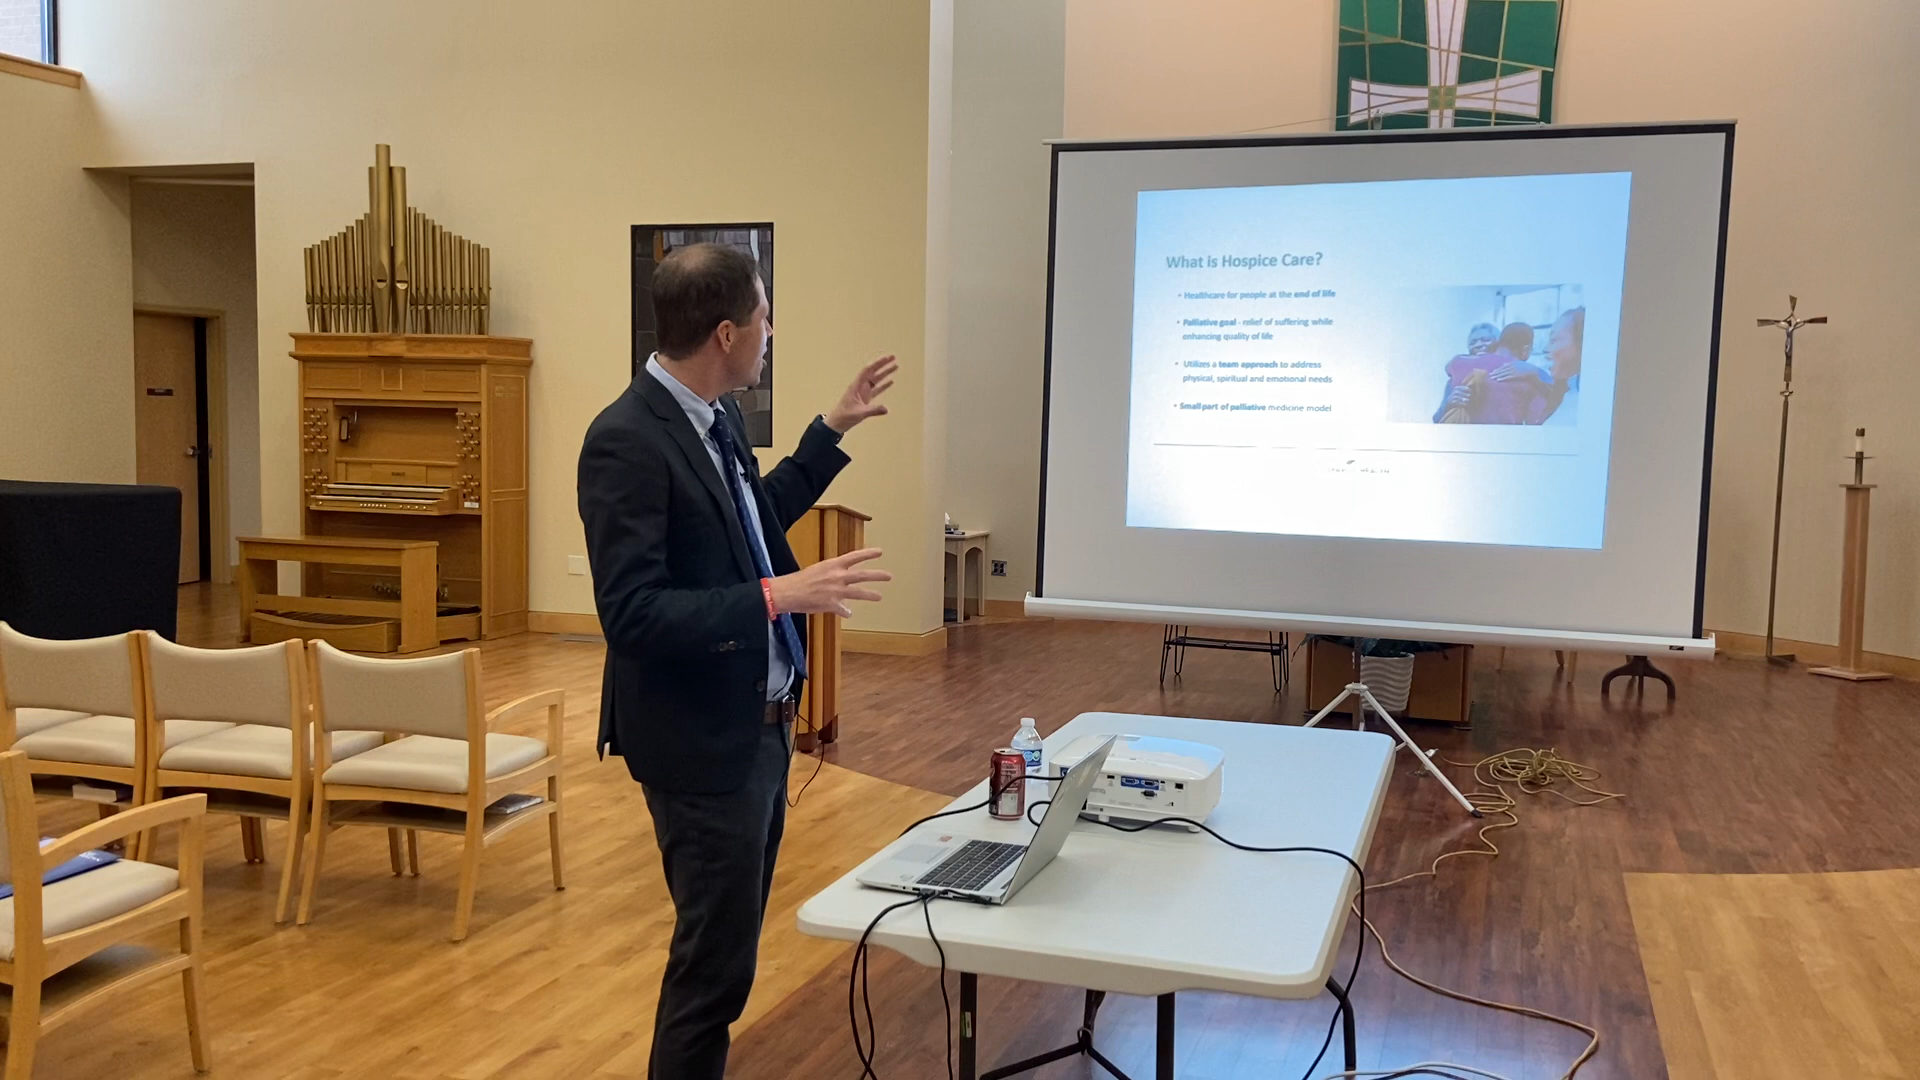 What is Hospice Care?
• Healthcare for people at the end of life
• Palliative goal - relief of suffering while
enhancing quality of life
• Utilizes a team approach to address
physical, spiritual and emotional needs
• Small part of palliative medicine model
HEALTH